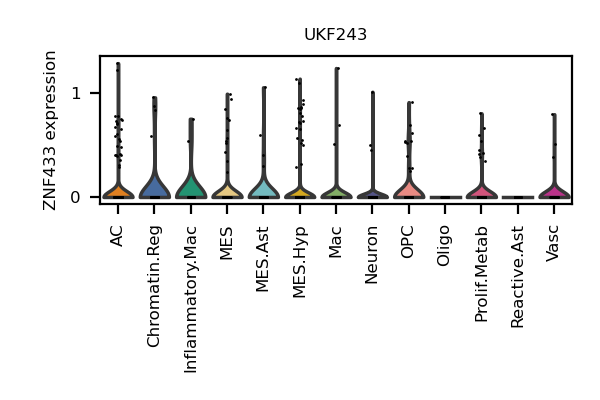 UKF243
ZNF433 expression
1
0
AC
Chromatin.Reg
Inflammatory.Mac
MES
MES.Ast
MES.Hyp
Mac
Neuron
OPC
Oligo
Prolif.Metab
Reactive.Ast
Vasc